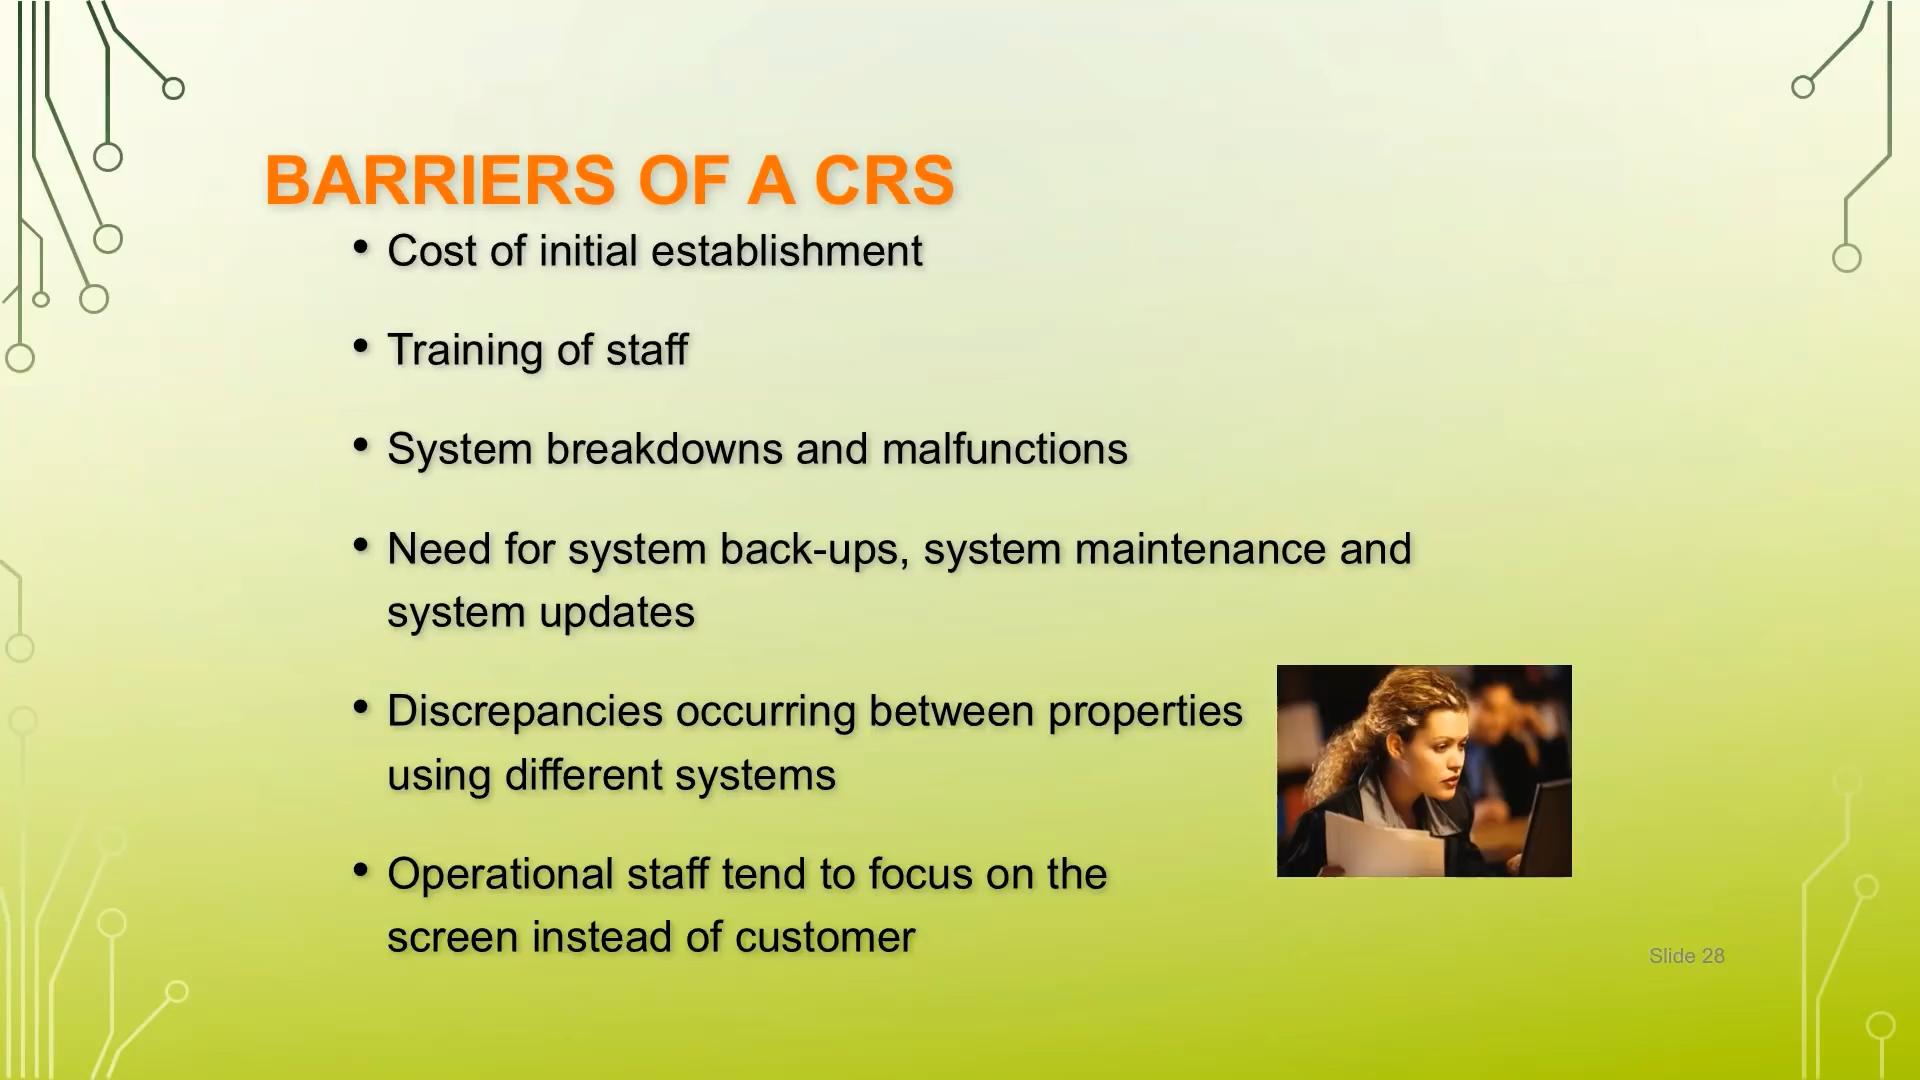 BARRIERS OF A CRS
• Cost of initial establishment
• Training of staff
• System breakdowns and malfunctions
• Need for system back-ups, system maintenance and
system updates
• Discrepancies occurring between properties
using different systems
• Operational staff tend to focus on the
screen instead of customer
Slide 28